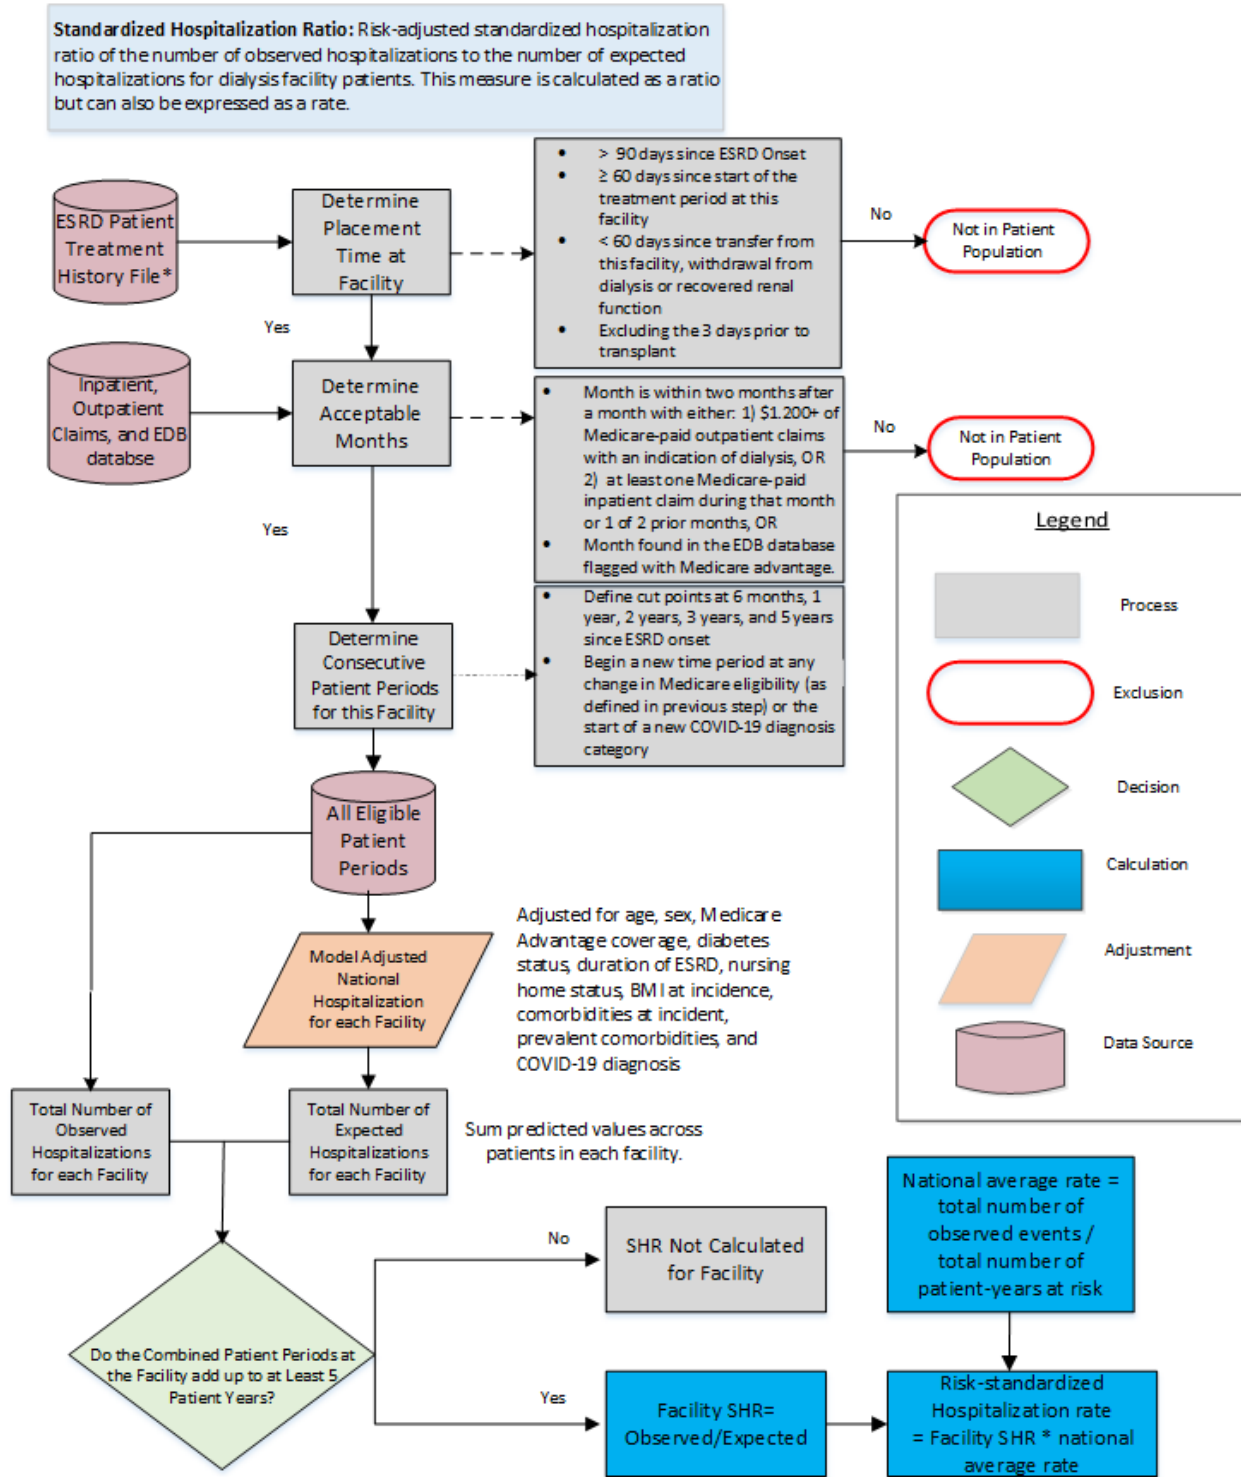 Standardized Hospitalization Ratio: Risk-adjusted standardized hospitalization
ratio of the number of observed hospitalizations to the number of expected
hospitalizations for dialysis facility patients. This measure is calculated as a ratio
but can also be expressed as a rate.
ESRD Patient
Treatment
History File*
Determine
Placement
Time at
Facility
• > 90 days since ESRD Onset
• ≥ 60 days since start of the
treatment period at this
facility
• < 60 days since transfer from
this facility, withdrawal from
dialysis or recovered renal
function
• Excluding the 3 days prior to
transplant
No
Not in Patient
Population
Yes
Inpatient,
Outpatient
Claims, and EDB
databse
Determine
Acceptable
Months
• Month is within two months after
a month with either: 1) $1.200+ of
Medicare-paid outpatient claims
with an indication of dialysis, OR
2) at least one Medicare-paid
inpatient claim during that month
or 1 of 2 prior months, OR
• Month found in the EDB database
flagged with Medicare advantage.
No
Not in Patient
Population
Yes
Determine
Consecutive
Patient Periods
for this Facility
• Define cut points at 6 months, 1
year, 2 years, 3 years, and 5 years
since ESRD onset
• Begin a new time period at any
change in Medicare eligibility (as
defined in previous step) or the
start of a new COVID-19 diagnosis
category
Legend
Process
Exclusion
Decision
Calculation
Adjustment
Data Source
All Eligible
Patient
Periods
Model Adjusted
National
Hospitalization
for each Facility
Adjusted for age, sex, Medicare
Advantage coverage, diabetes
status, duration of ESRD, nursing
home status, BMI at incidence,
comorbidities at incident,
prevalent comorbidities, and
COVID-19 diagnosis
Total Number of
Observed
Hospitalizations
for each Facility
Total Number of
Expected
Hospitalizations
for each Facility
Sum predicted values across
patients in each facility.
Do the Combined Patient Periods at
the Facility add up to at Least 5
Patient Years?
No
SHR Not Calculated
for Facility
Yes
Facility SHR=
Observed/Expected
National average rate =
total number of
observed events /
total number of
patient-years at risk
Risk-standardized
Hospitalization rate
= Facility SHR * national
average rate